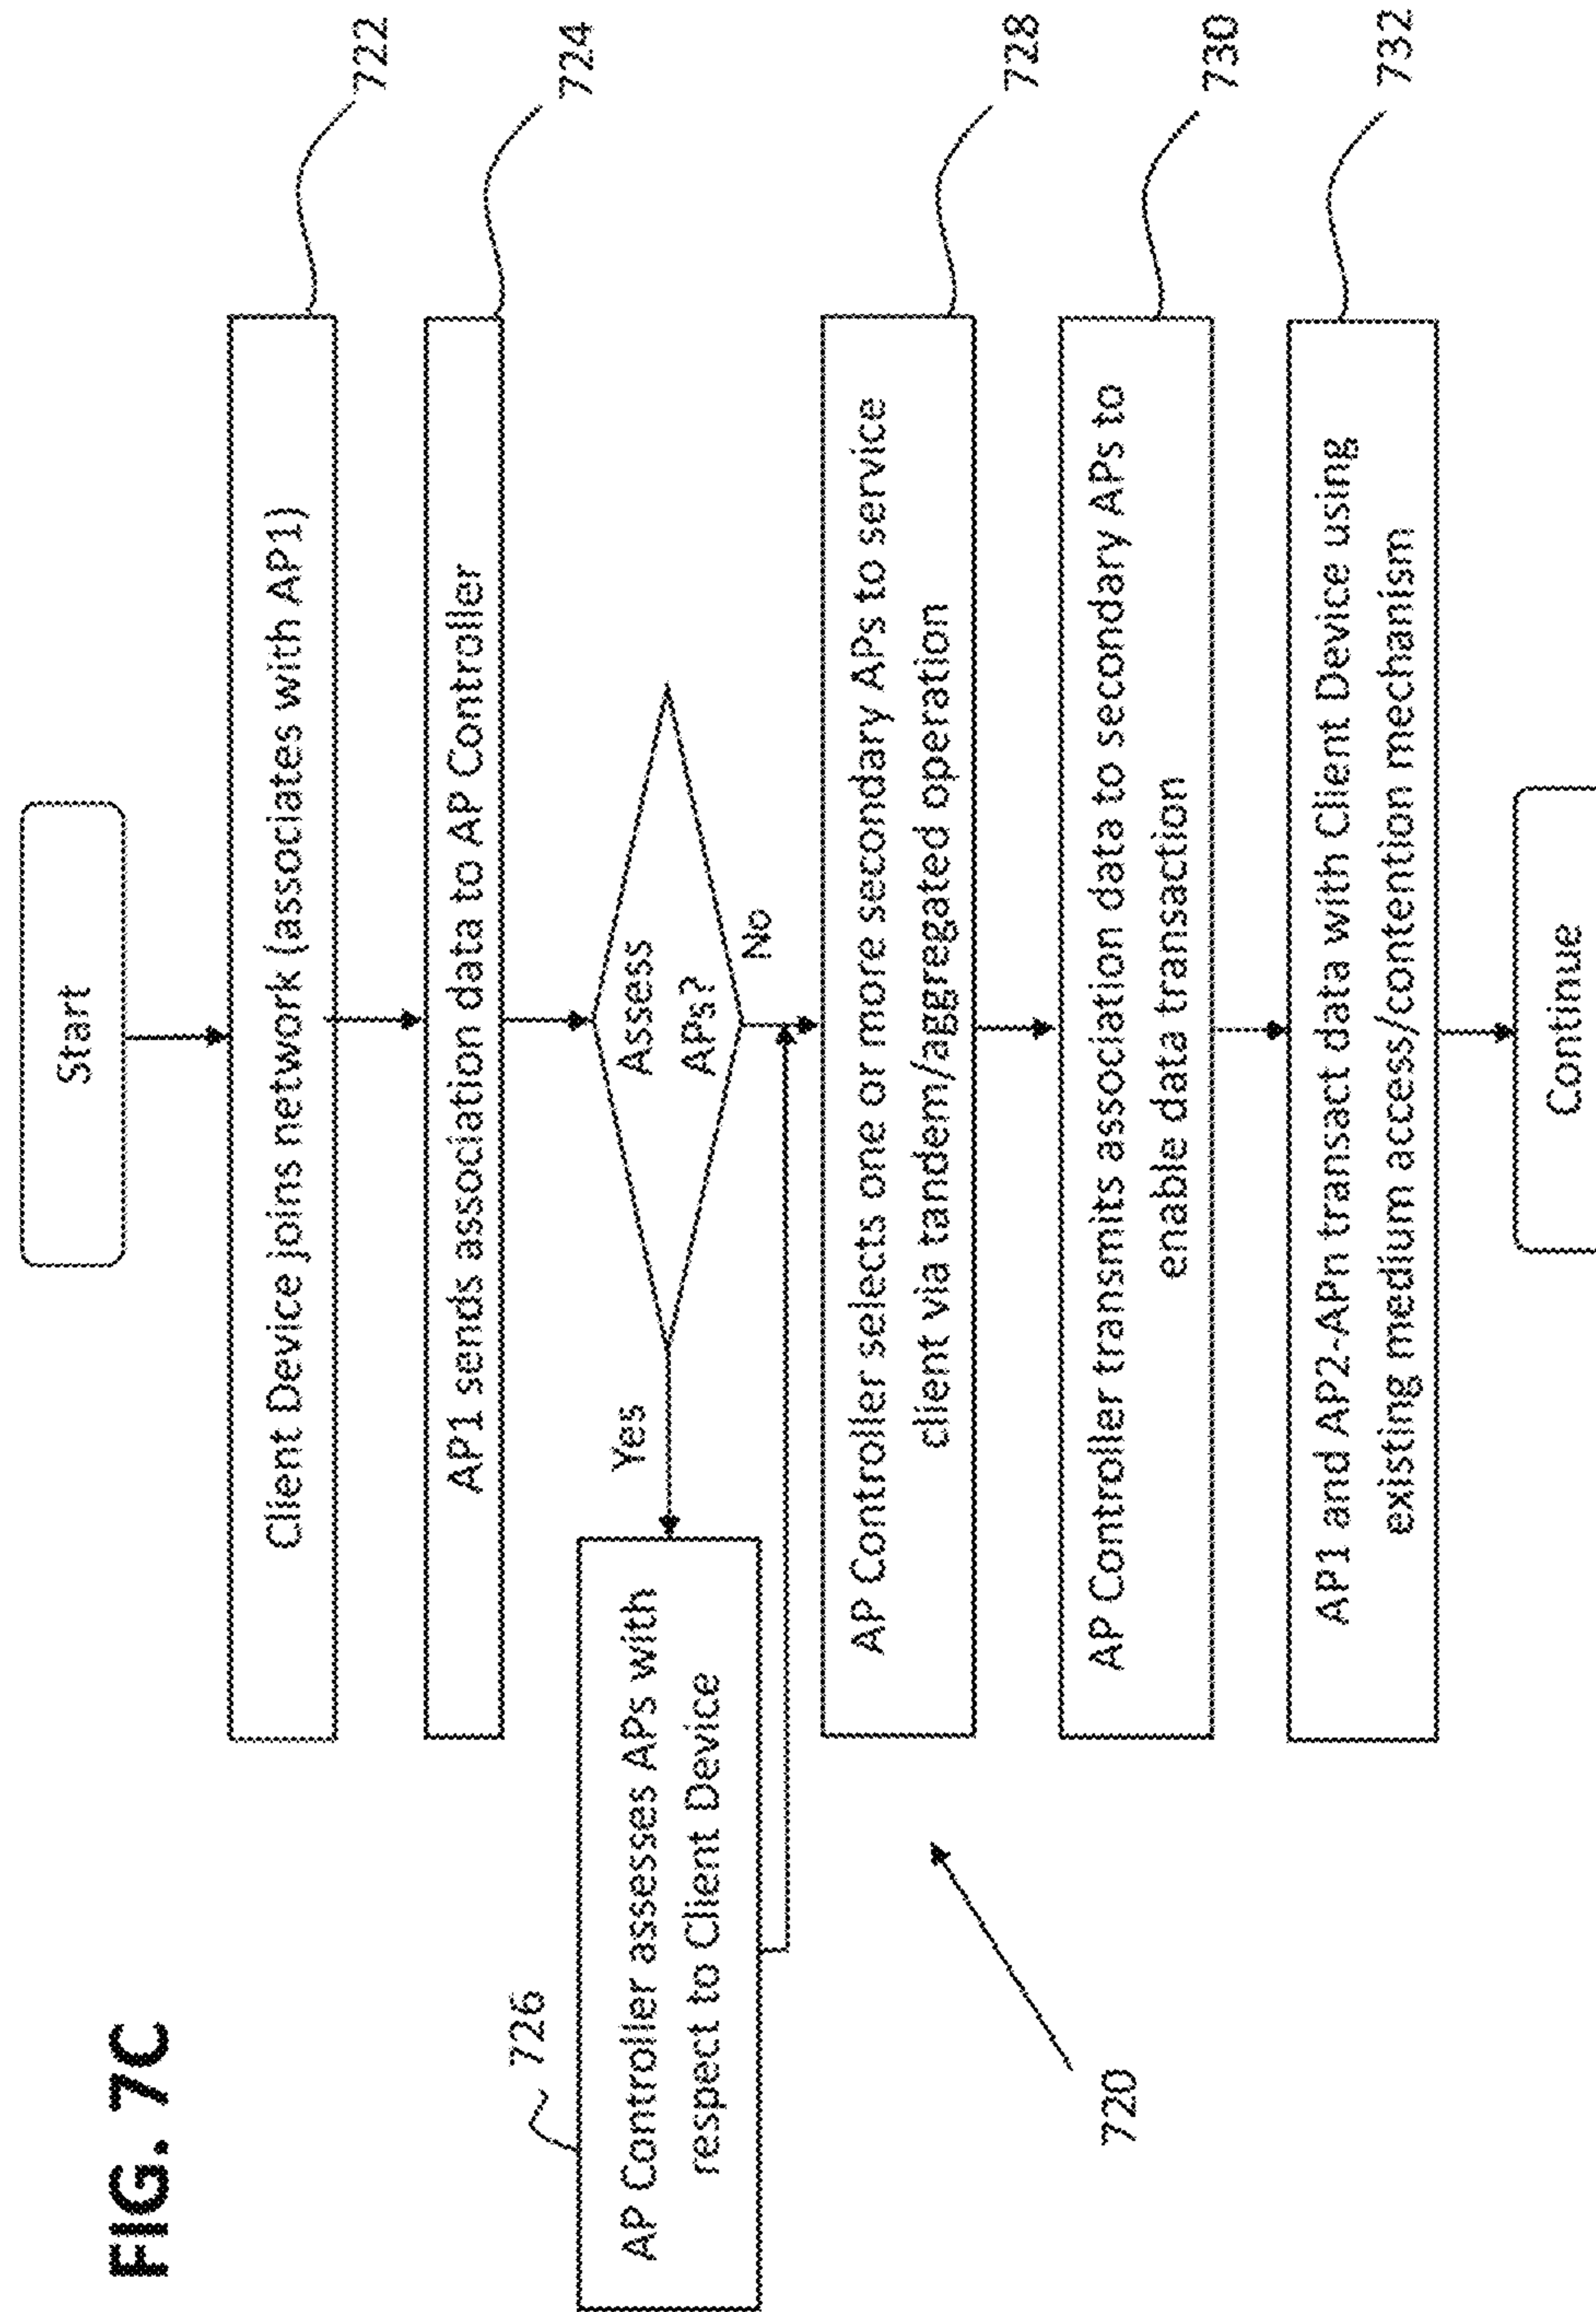 FIG. 7C
Start
Client Device joins network (associates with AP1)
722
AP1 sends association data to AP Controller
724
Assess
APs?
Yes
No
726
AP Controller assesses APs with
respect to Client Device
AP Controller selects one or more secondary APs to service
client via tandem/aggregated operation
728
AP Controller transmits association data to secondary APs to
enable data transaction
730
AP1 and AP2-APn transact data with Client Device using
existing medium access/contention mechanism
732
720
Continue